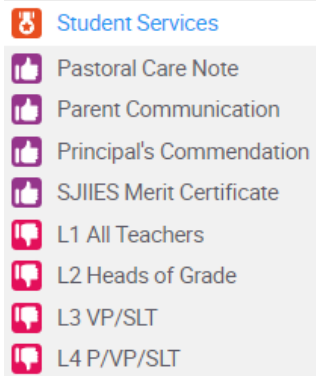 Student Services
Pastoral Care Note
Parent Communication
Principal's Commendation
SJIIES Merit Certificate
L1 All Teachers
L2 Heads of Grade
L3 VP/SLT
L4 P/VP/SLT